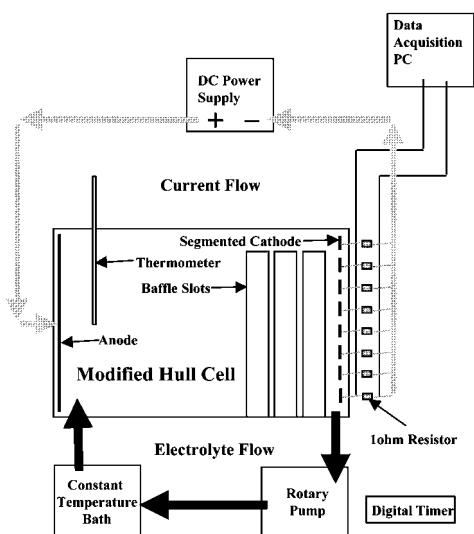 Data
Acquisition
PC
DC Power
Supply
+ −
Current Flow
Segmented Cathode
Thermometer
Baffle Slots
Anode
Modified Hull Cell
1ohm Resistor
Electrolyte Flow
Constant
Temperature
Bath
Rotary
Pump
Digital Timer